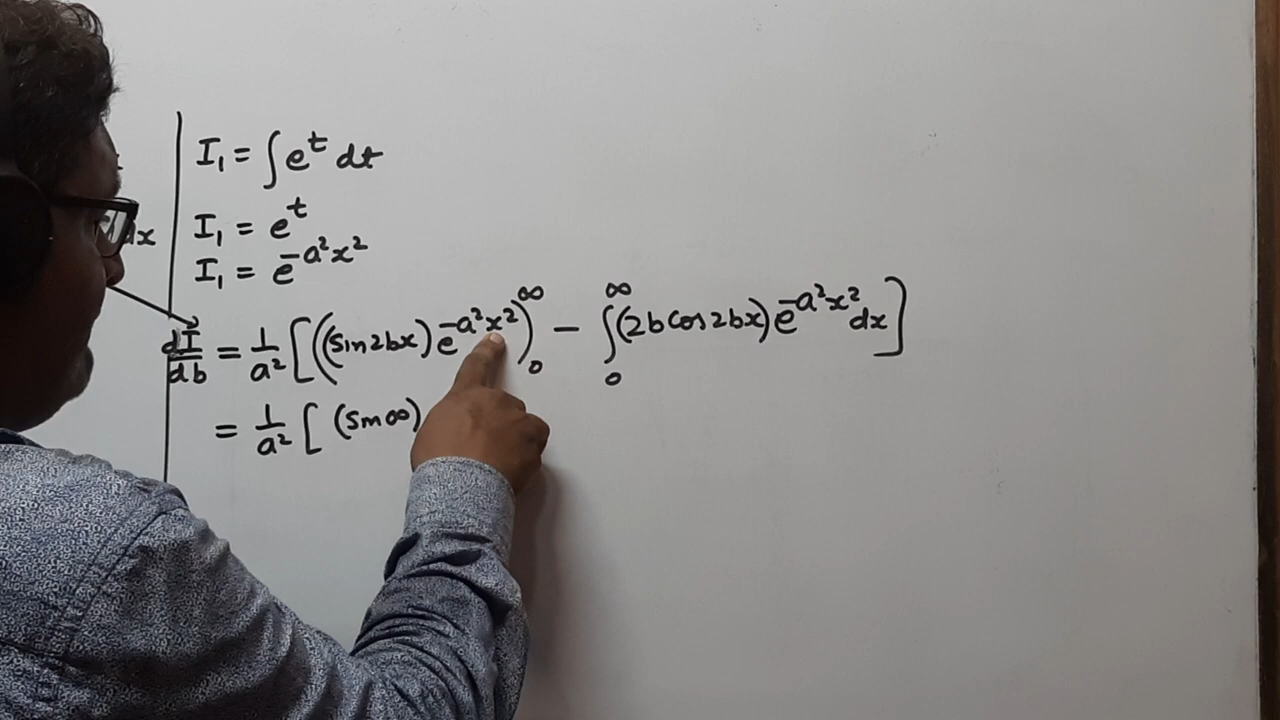 I₁ = ∫ eᵗ dt
I₁ = eᵗ
dx
I₁ = e^-a²x²
dI/db = 1/a² [((sin2bx) e^-a²x²)₀^∞ - ∫₀^∞ (2b cos2bx) e^-a²x² dx]
= 1/a² [ (sin∞)